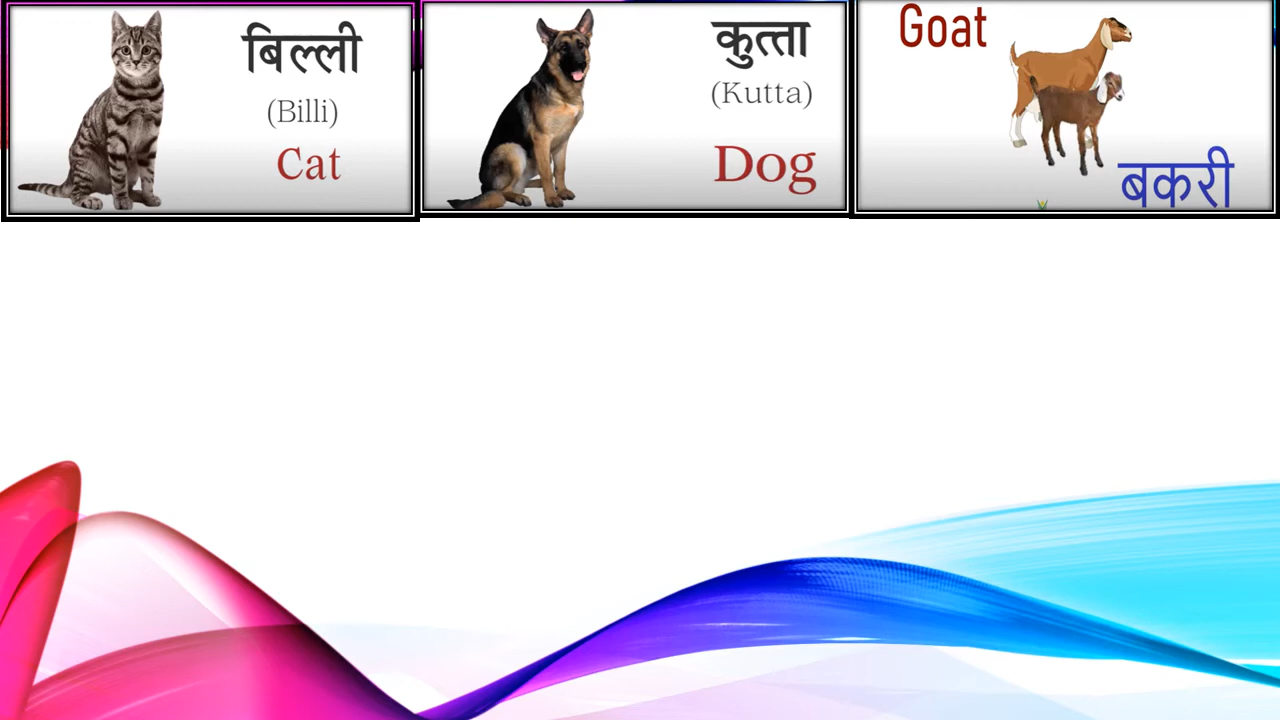 बिल्ली
(Billi)
Cat
कुत्ता
(Kutta)
Dog
Goat
बकरी